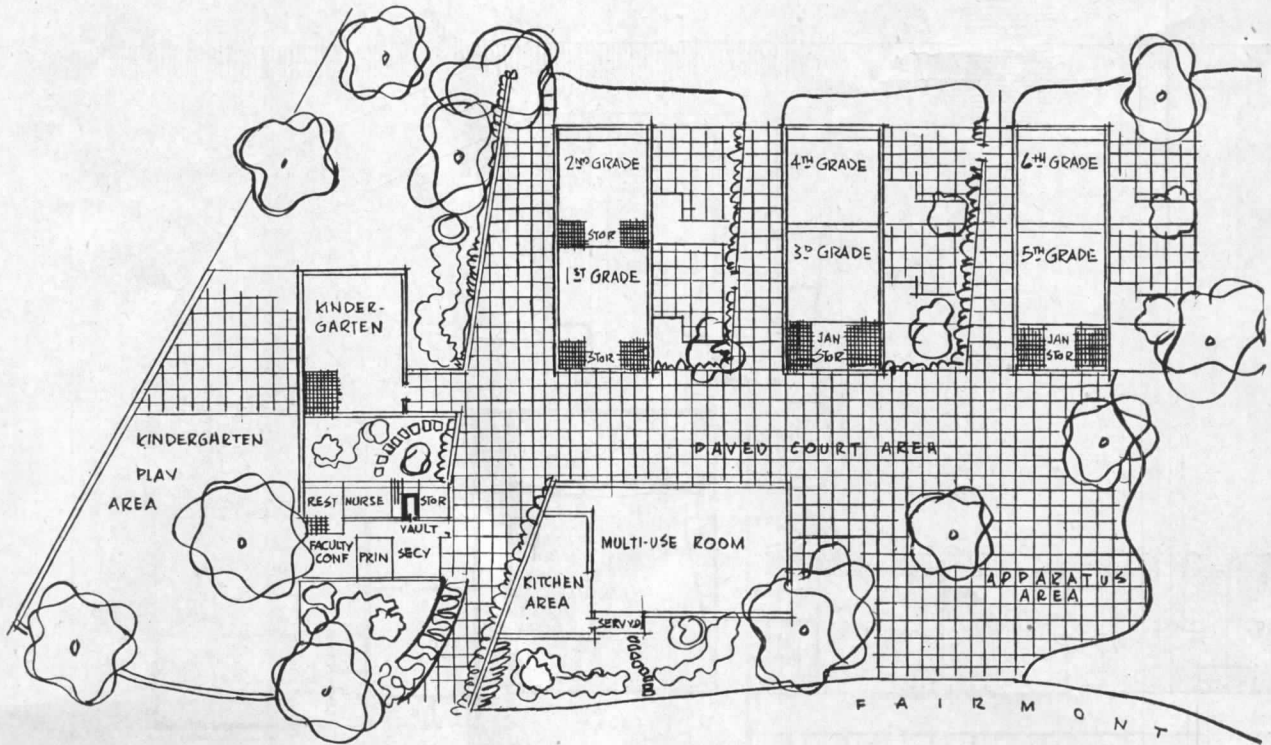 2ND GRADE
4TH GRADE
6TH GRADE
STOR
1ST GRADE
3D GRADE
5TH GRADE
STOR
JAN
STOR
JAN
STOR
KINDER-
GARTEN
KINDERGARTEN
PLAY
AREA
PAVED COURT AREA
REST
NURSE
STOR
VAULT
FACULTY
CONF
PRIN
SECY
MULTI-USE ROOM
KITCHEN
AREA
SERV YD
APPARATUS
AREA
FAIRMONT